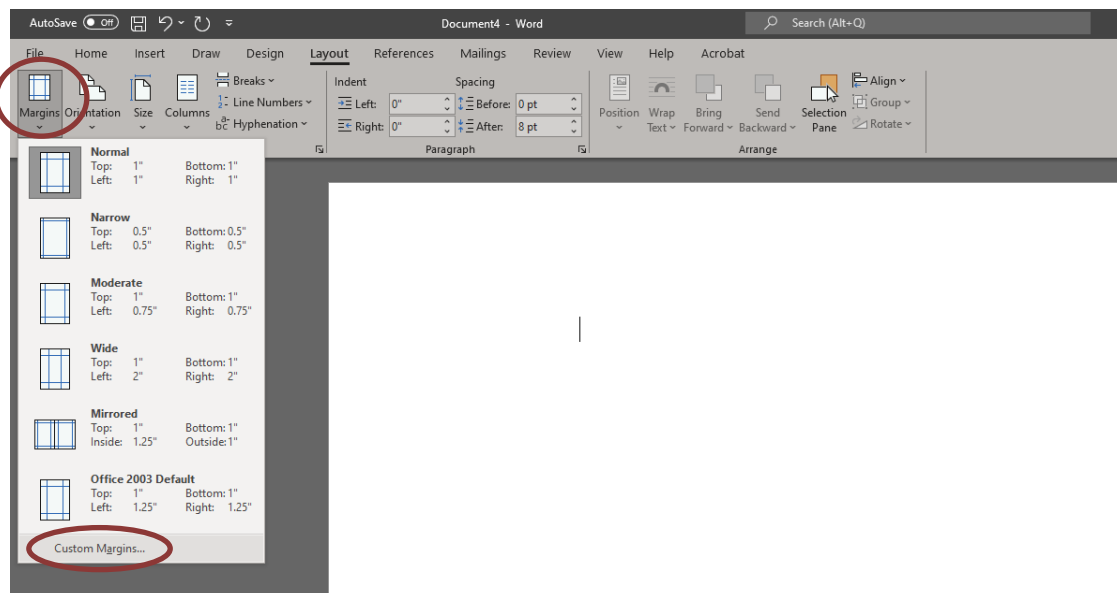 AutoSave Off Document4 - Word Search (Alt+Q)
File Home Insert Draw Design Layout References Mailings Review View Help Acrobat
Margins Orientation Size Columns
Breaks
Line Numbers
Hyphenation
Indent Spacing
Left: 0" Before: 0 pt
Right: 0" After: 8 pt
Paragraph
Position Wrap Text Bring Forward Send Backward Selection Pane
Align
Group
Rotate
Arrange
Normal
Top: 1" Bottom: 1"
Left: 1" Right: 1"
Narrow
Top: 0.5" Bottom: 0.5"
Left: 0.5" Right: 0.5"
Moderate
Top: 1" Bottom: 1"
Left: 0.75" Right: 0.75"
Wide
Top: 1" Bottom: 1"
Left: 2" Right: 2"
Mirrored
Top: 1" Bottom: 1"
Inside: 1.25" Outside: 1"
Office 2003 Default
Top: 1" Bottom: 1"
Left: 1.25" Right: 1.25"
Custom Margins...